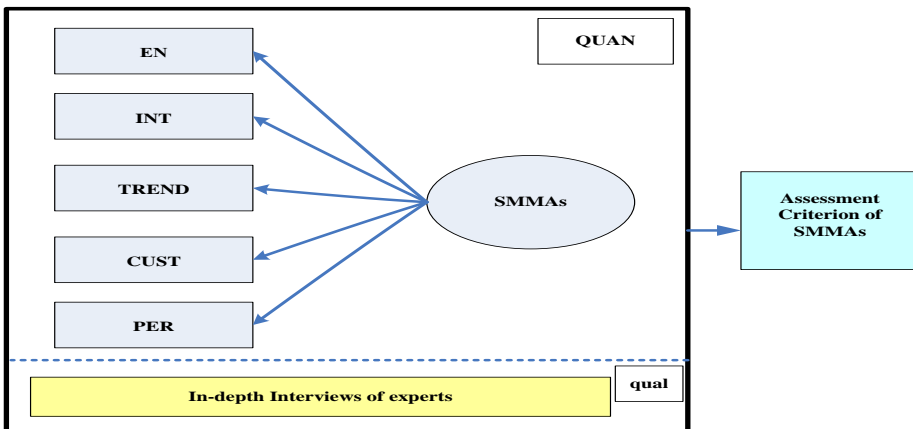 QUAN
EN
INT
TREND
CUST
PER
SMMAs
Assessment
Criterion of
SMMAs
qual
In-depth Interviews of experts